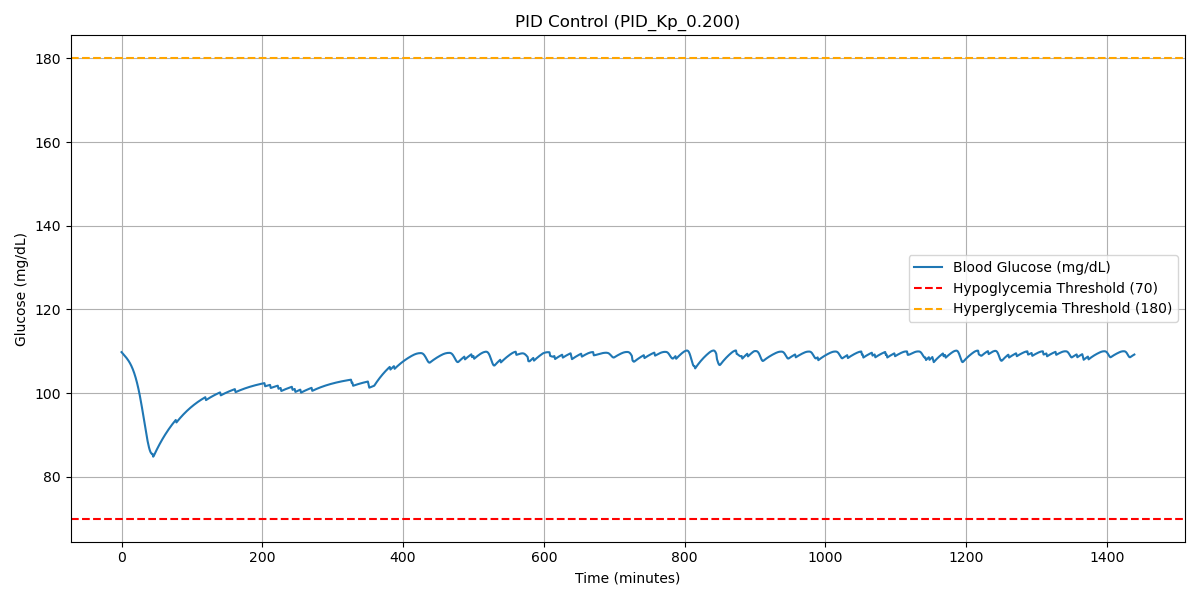 PID Control (PID_Kp_0.200)
Glucose (mg/dL)
180
160
140
120
100
80
Blood Glucose (mg/dL)
Hypoglycemia Threshold (70)
Hyperglycemia Threshold (180)
0 200 400 600 800 1000 1200 1400
Time (minutes)